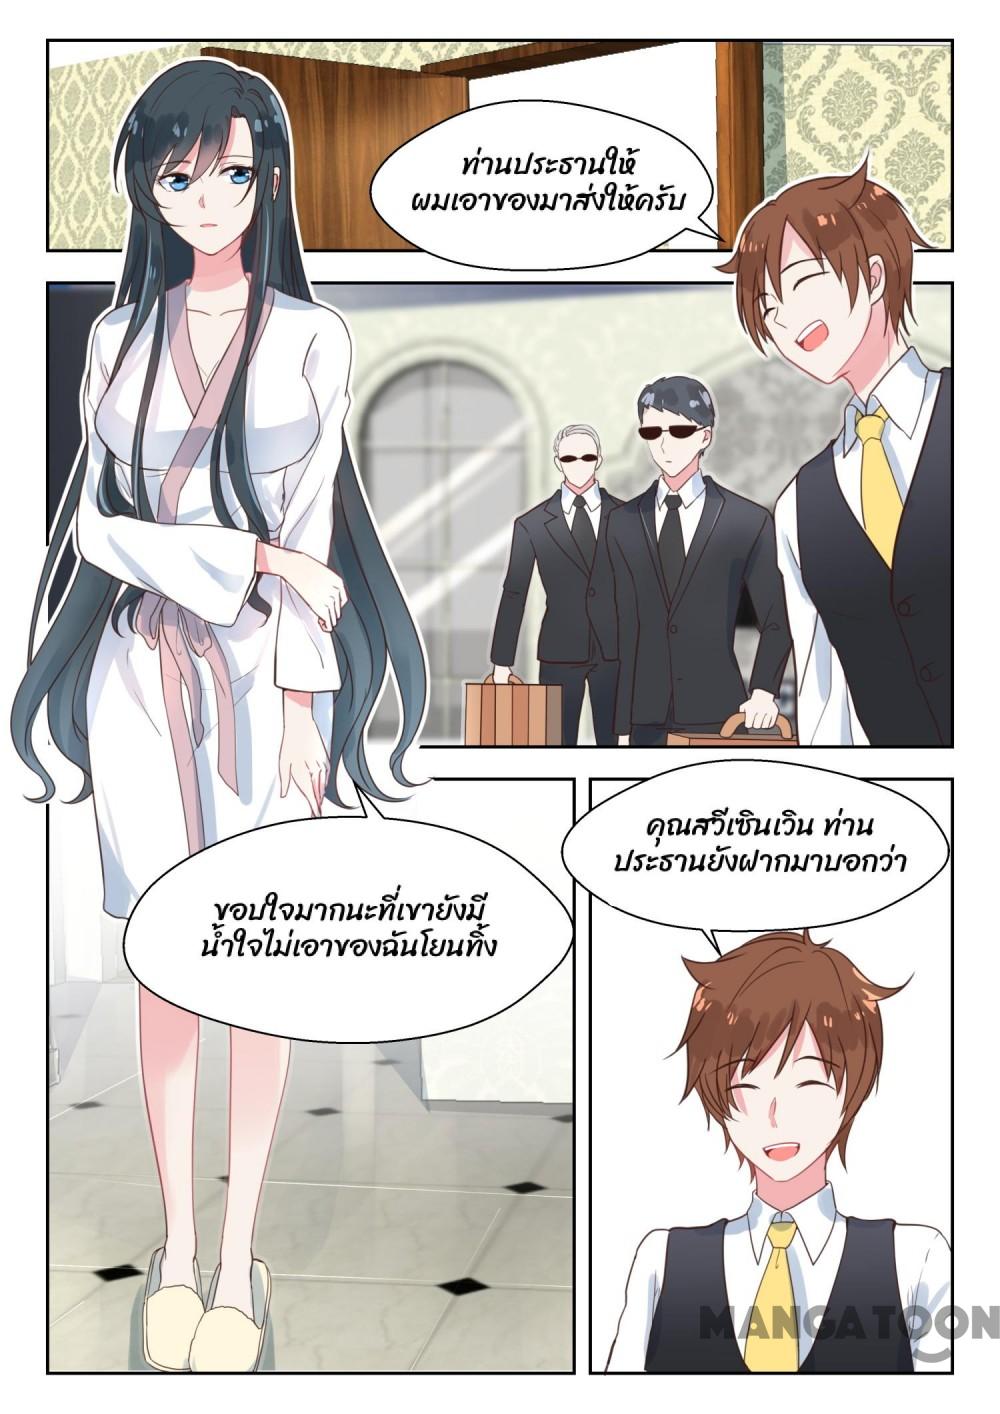 ท่านประธานให้
ผมเอาของมาส่งให้ครับ
ขอบใจมากนะที่เขายังมี
น้ำใจไม่เอาของฉันโยนทิ้ง
คุณสวีเซินเวิน ท่าน
ประธานยังฝากมาบอกว่า
MANGATOON